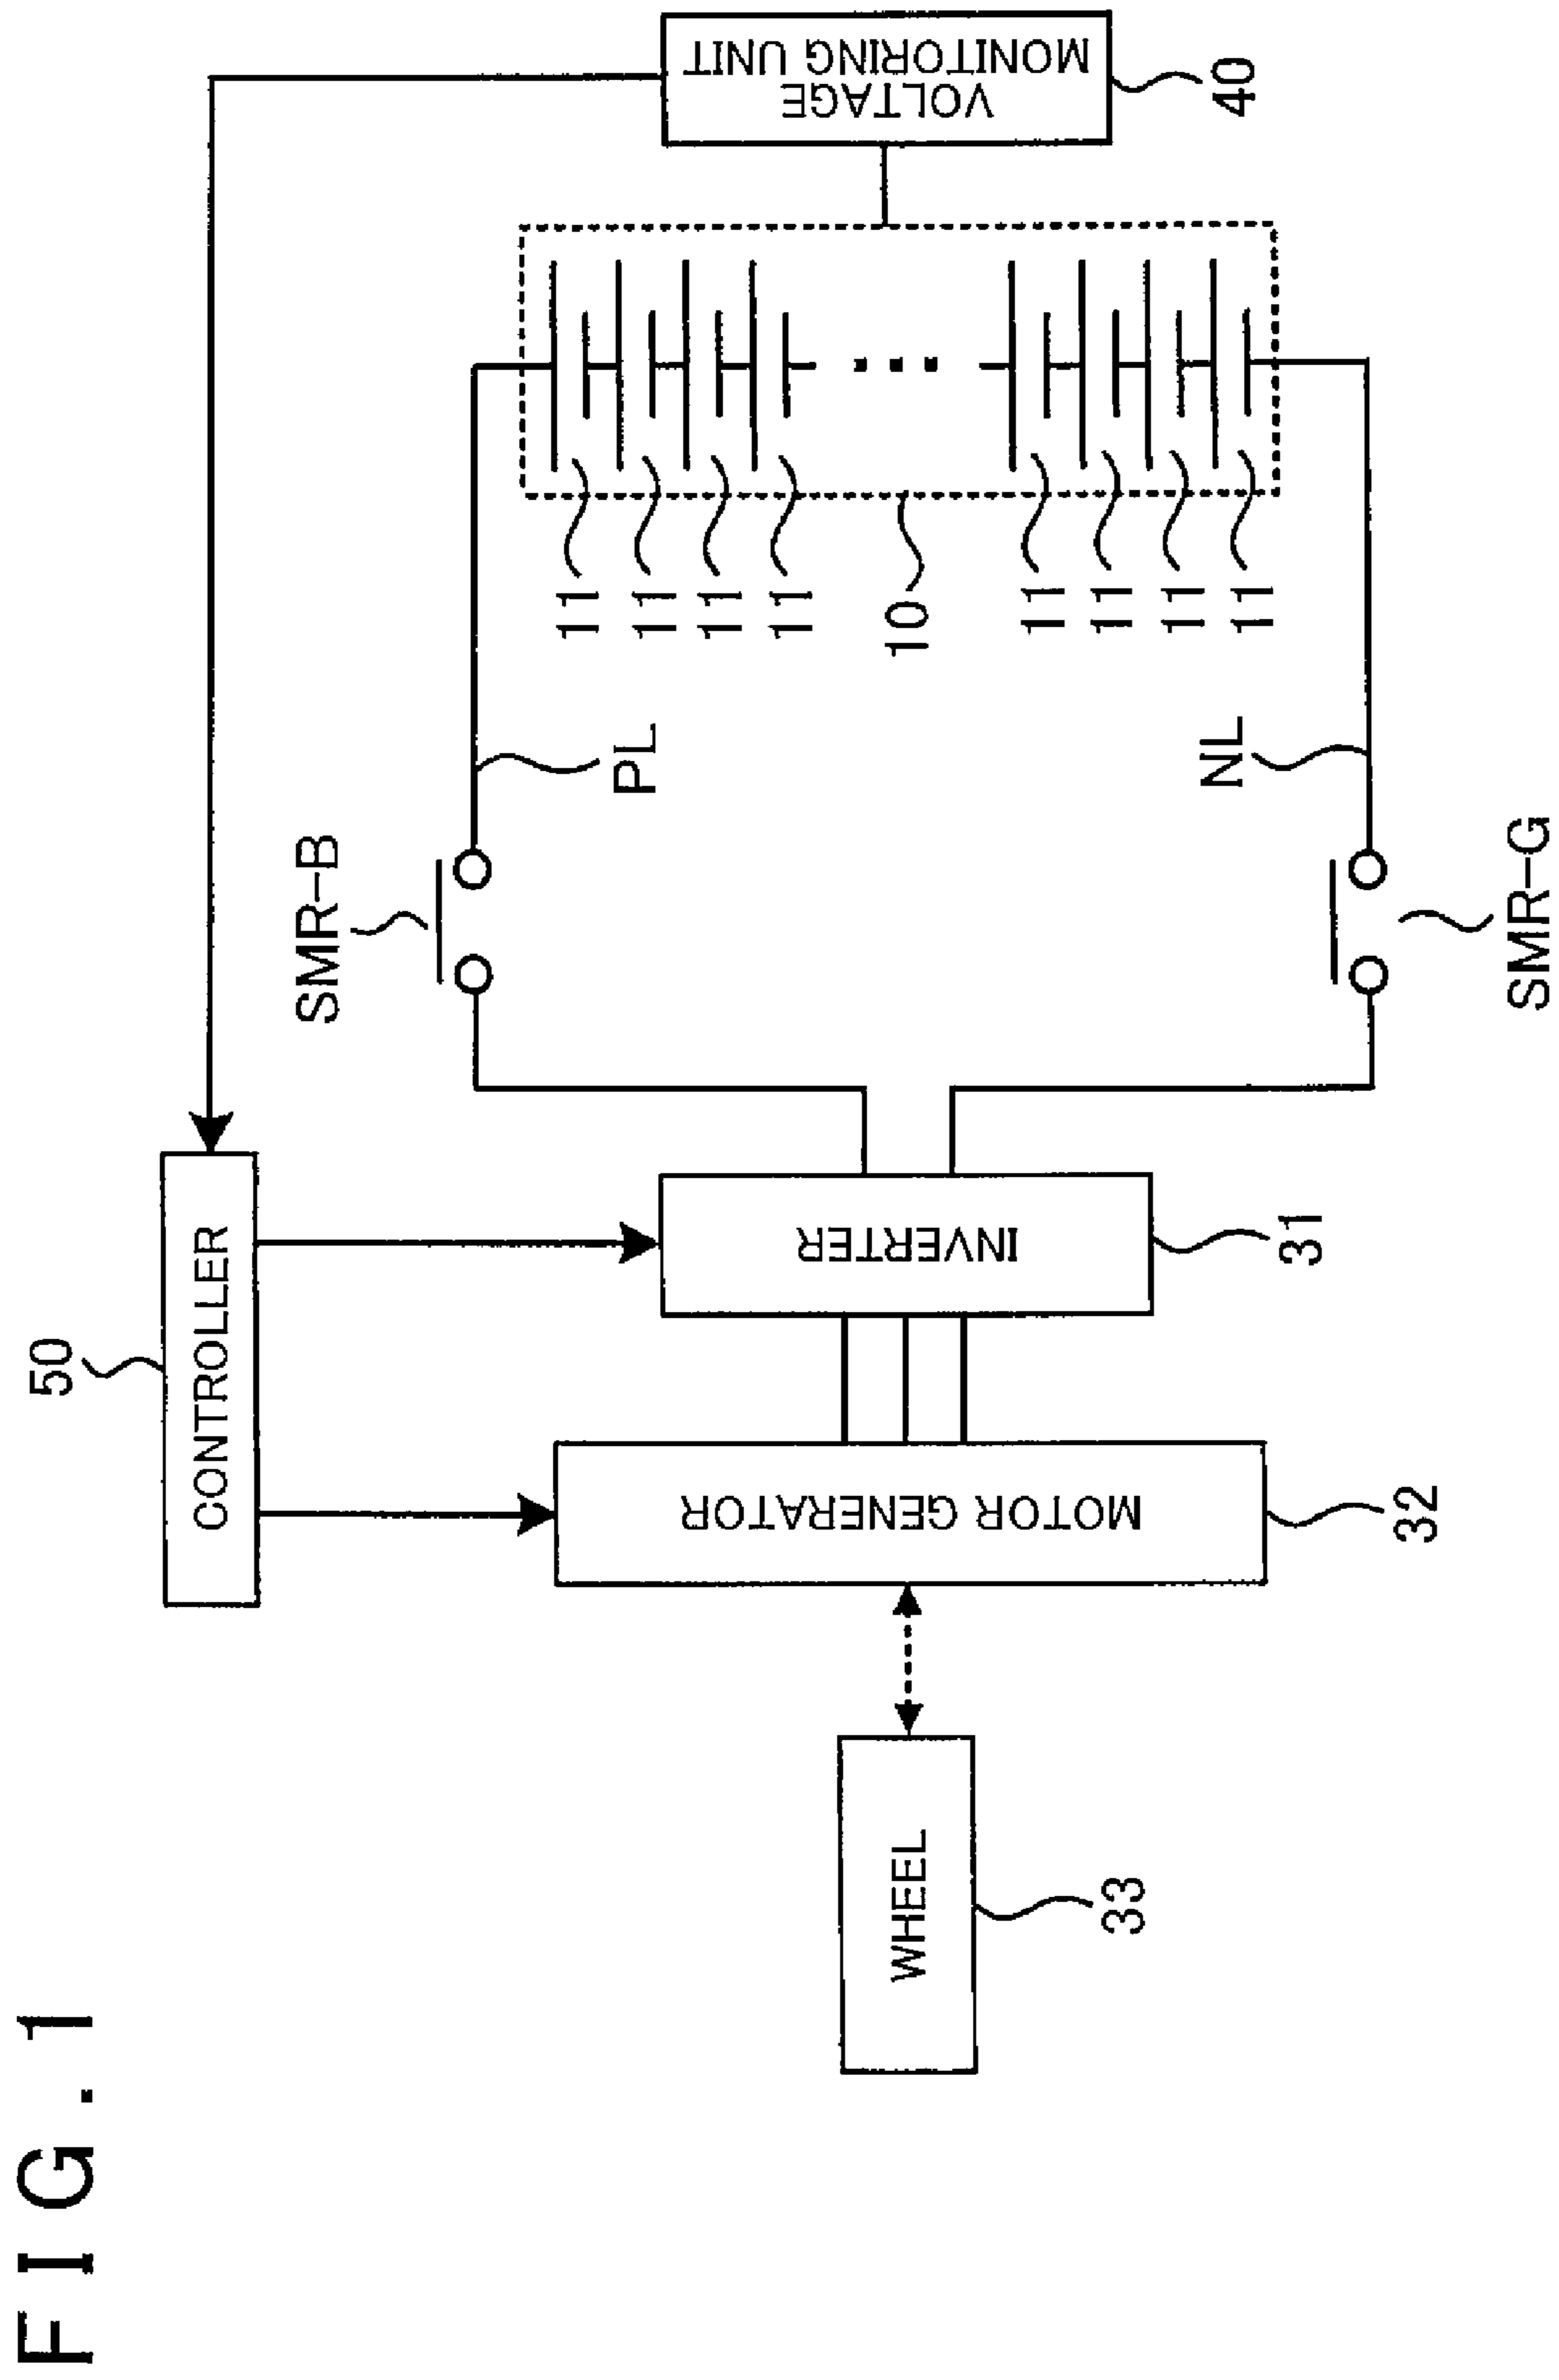 FIG. 1
50
CONTROLLER
SMR-B
PL
11
11
11
11
10
11
11
11
11
VOLTAGE
MONITORING UNIT
40
WHEEL
33
MOTOR GENERATOR
32
INVERTER
31
NL
SMR-G